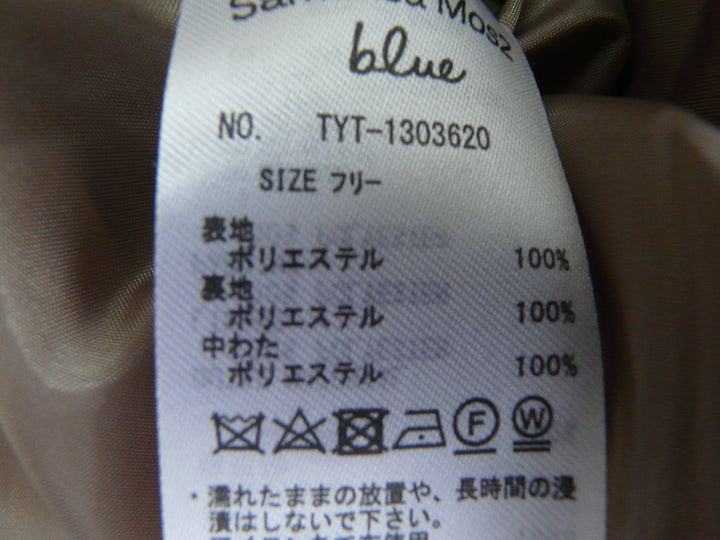 Mos2
blue
NO. TYT-1303620
SIZE フリー
表地
ポリエステル 100%
裏地
ポリエステル 100%
中わた
ポリエステル 100%
F W
・濡れたままの放置や、長時間の浸
漬はしないで下さい。